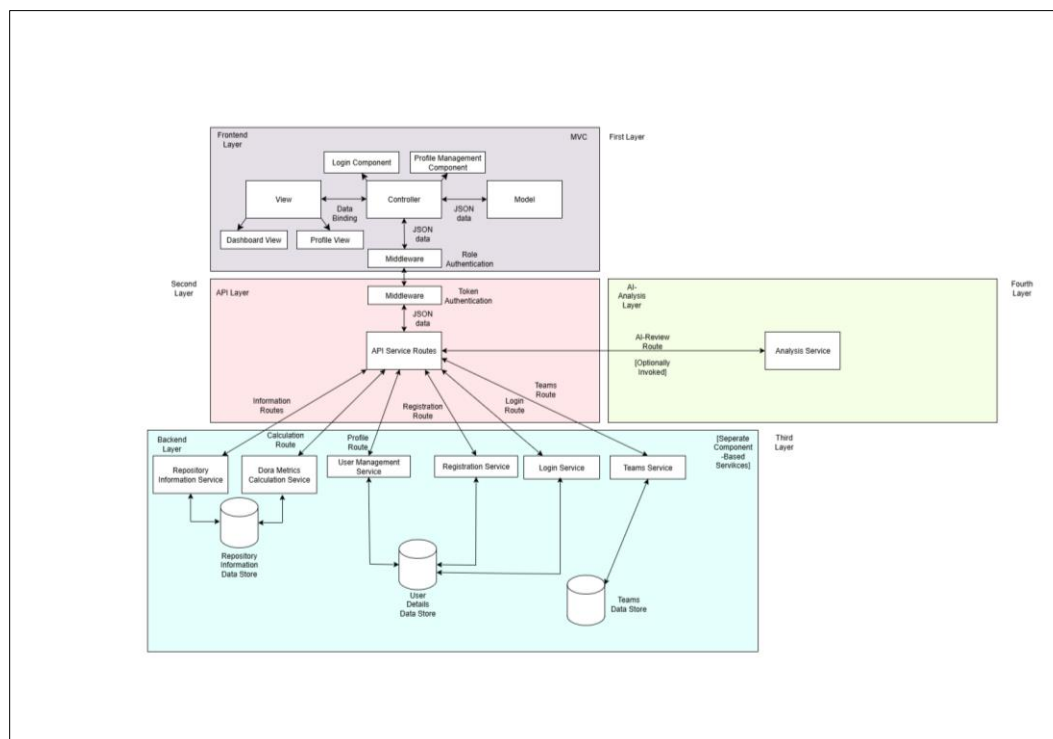 Frontend
Layer
MVC
First Layer
Login Component
Profile Management
Component
View
Controller
Model
Data
Binding
JSON
data
JSON
data
Dashboard View
Profile View
Middleware
Role
Authentication
Second
Layer
API Layer
Middleware
Token
Authentication
JSON
data
API Service Routes
AI-
Analysis
Layer
Fourth
Layer
AI-Review
Route
[Optionally
Invoked]
Analysis Service
Information
Routes
Calculation
Route
Profile
Route
Registration
Route
Login
Route
Teams
Route
Backend
Layer
[Seperate
Component
-Based
Servikces]
Third
Layer
Repository
Information Service
Dora Metrics
Calculation Sevice
User Management
Service
Registration Service
Login Service
Teams Service
Repository
Information
Data Store
User
Details
Data Store
Teams
Data Store